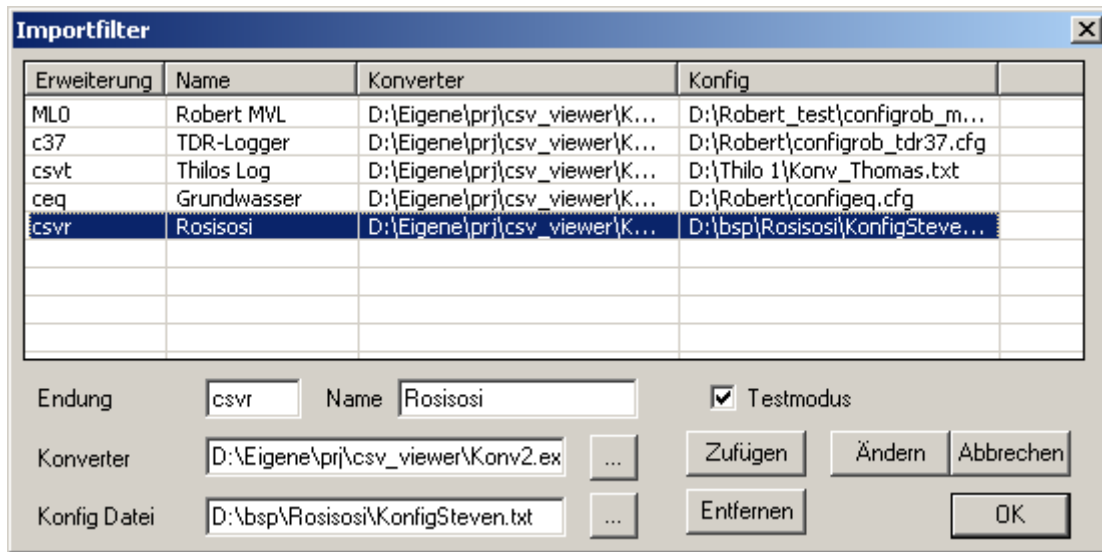 Importfilter
Erweiterung Name Konverter Konfig
ML0 Robert MVL D:\Eigene\prj\csv_viewer\K... D:\Robert_test\configrob_m...
c37 TDR-Logger D:\Eigene\prj\csv_viewer\K... D:\Robert\configrob_tdr37.cfg
csvt Thilos Log D:\Eigene\prj\csv_viewer\K... D:\Thilo 1\Konv_Thomas.txt
ceq Grundwasser D:\Eigene\prj\csv_viewer\K... D:\Robert\configeq.cfg
csvr Rosisosi D:\Eigene\prj\csv_viewer\K... D:\bsp\Rosisosi\KonfigSteve...
Endung csvr Name Rosisosi Testmodus
Konverter D:\Eigene\prj\csv_viewer\Konv2.ex ... Zufügen Ändern Abbrechen
Konfig Datei D:\bsp\Rosisosi\KonfigSteven.txt ... Entfernen OK